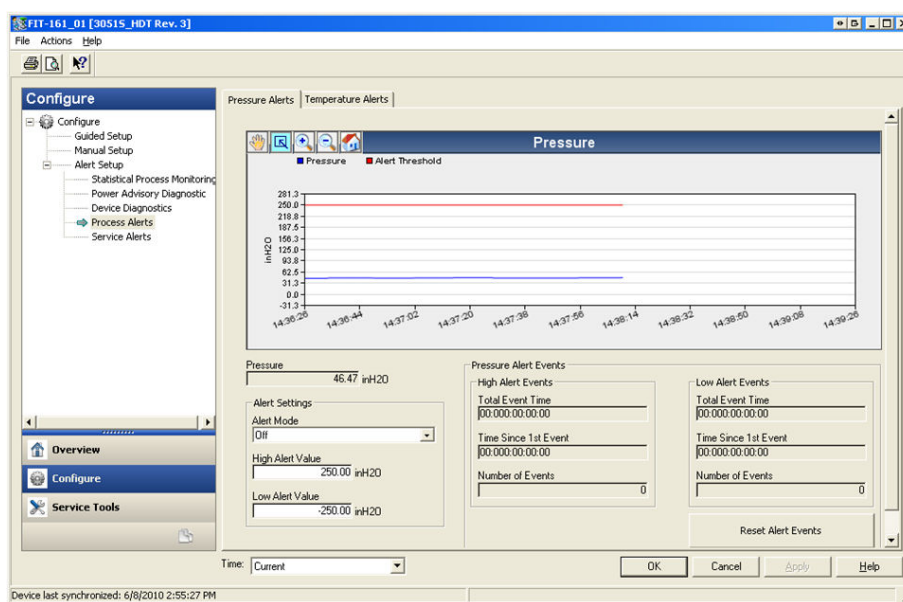 FIT-161_01 [3051S_HDT Rev. 3]
File Actions Help
Configure
Configure
Guided Setup
Manual Setup
Alert Setup
Statistical Process Monitoring
Power Advisory Diagnostic
Device Diagnostics
Process Alerts
Service Alerts
Overview
Configure
Service Tools
Pressure Alerts Temperature Alerts
Pressure
Pressure Alert Threshold
inH2O
281.3
250.0
218.8
187.5
156.3
125.0
93.8
62.5
31.3
0.0
-31.3
14:36:26 14:36:44 14:37:02 14:37:20 14:37:38 14:37:56 14:38:14 14:38:32 14:38:50 14:39:08 14:39:26
Pressure
46.47 inH2O
Alert Settings
Alert Mode
Off
High Alert Value
250.00 inH2O
Low Alert Value
-250.00 inH2O
Pressure Alert Events
High Alert Events
Total Event Time
00:000:00:00:00
Time Since 1st Event
00:000:00:00:00
Number of Events
0
Low Alert Events
Total Event Time
00:000:00:00:00
Time Since 1st Event
00:000:00:00:00
Number of Events
0
Reset Alert Events
Time: Current
OK Cancel Apply Help
Device last synchronized: 6/8/2010 2:55:27 PM